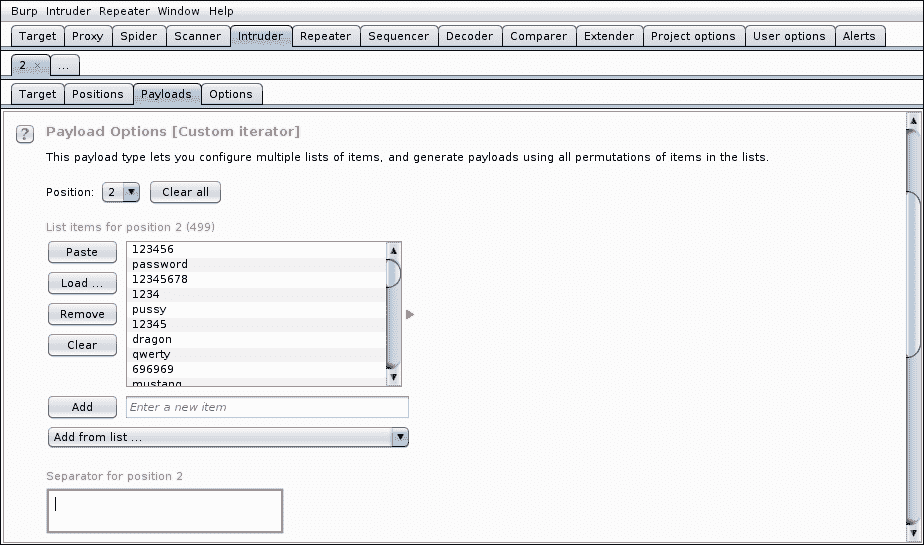 Burp Intruder Repeater Window Help
Target Proxy Spider Scanner Intruder Repeater Sequencer Decoder Comparer Extender Project options User options Alerts
2 × ...
Target Positions Payloads Options
? Payload Options [Custom iterator]
This payload type lets you configure multiple lists of items, and generate payloads using all permutations of items in the lists.
Position: 2 Clear all
List items for position 2 (499)
Paste
Load ...
Remove
Clear
123456
password
12345678
1234
pussy
12345
dragon
qwerty
696969
mustang
Add Enter a new item
Add from list ...
Separator for position 2